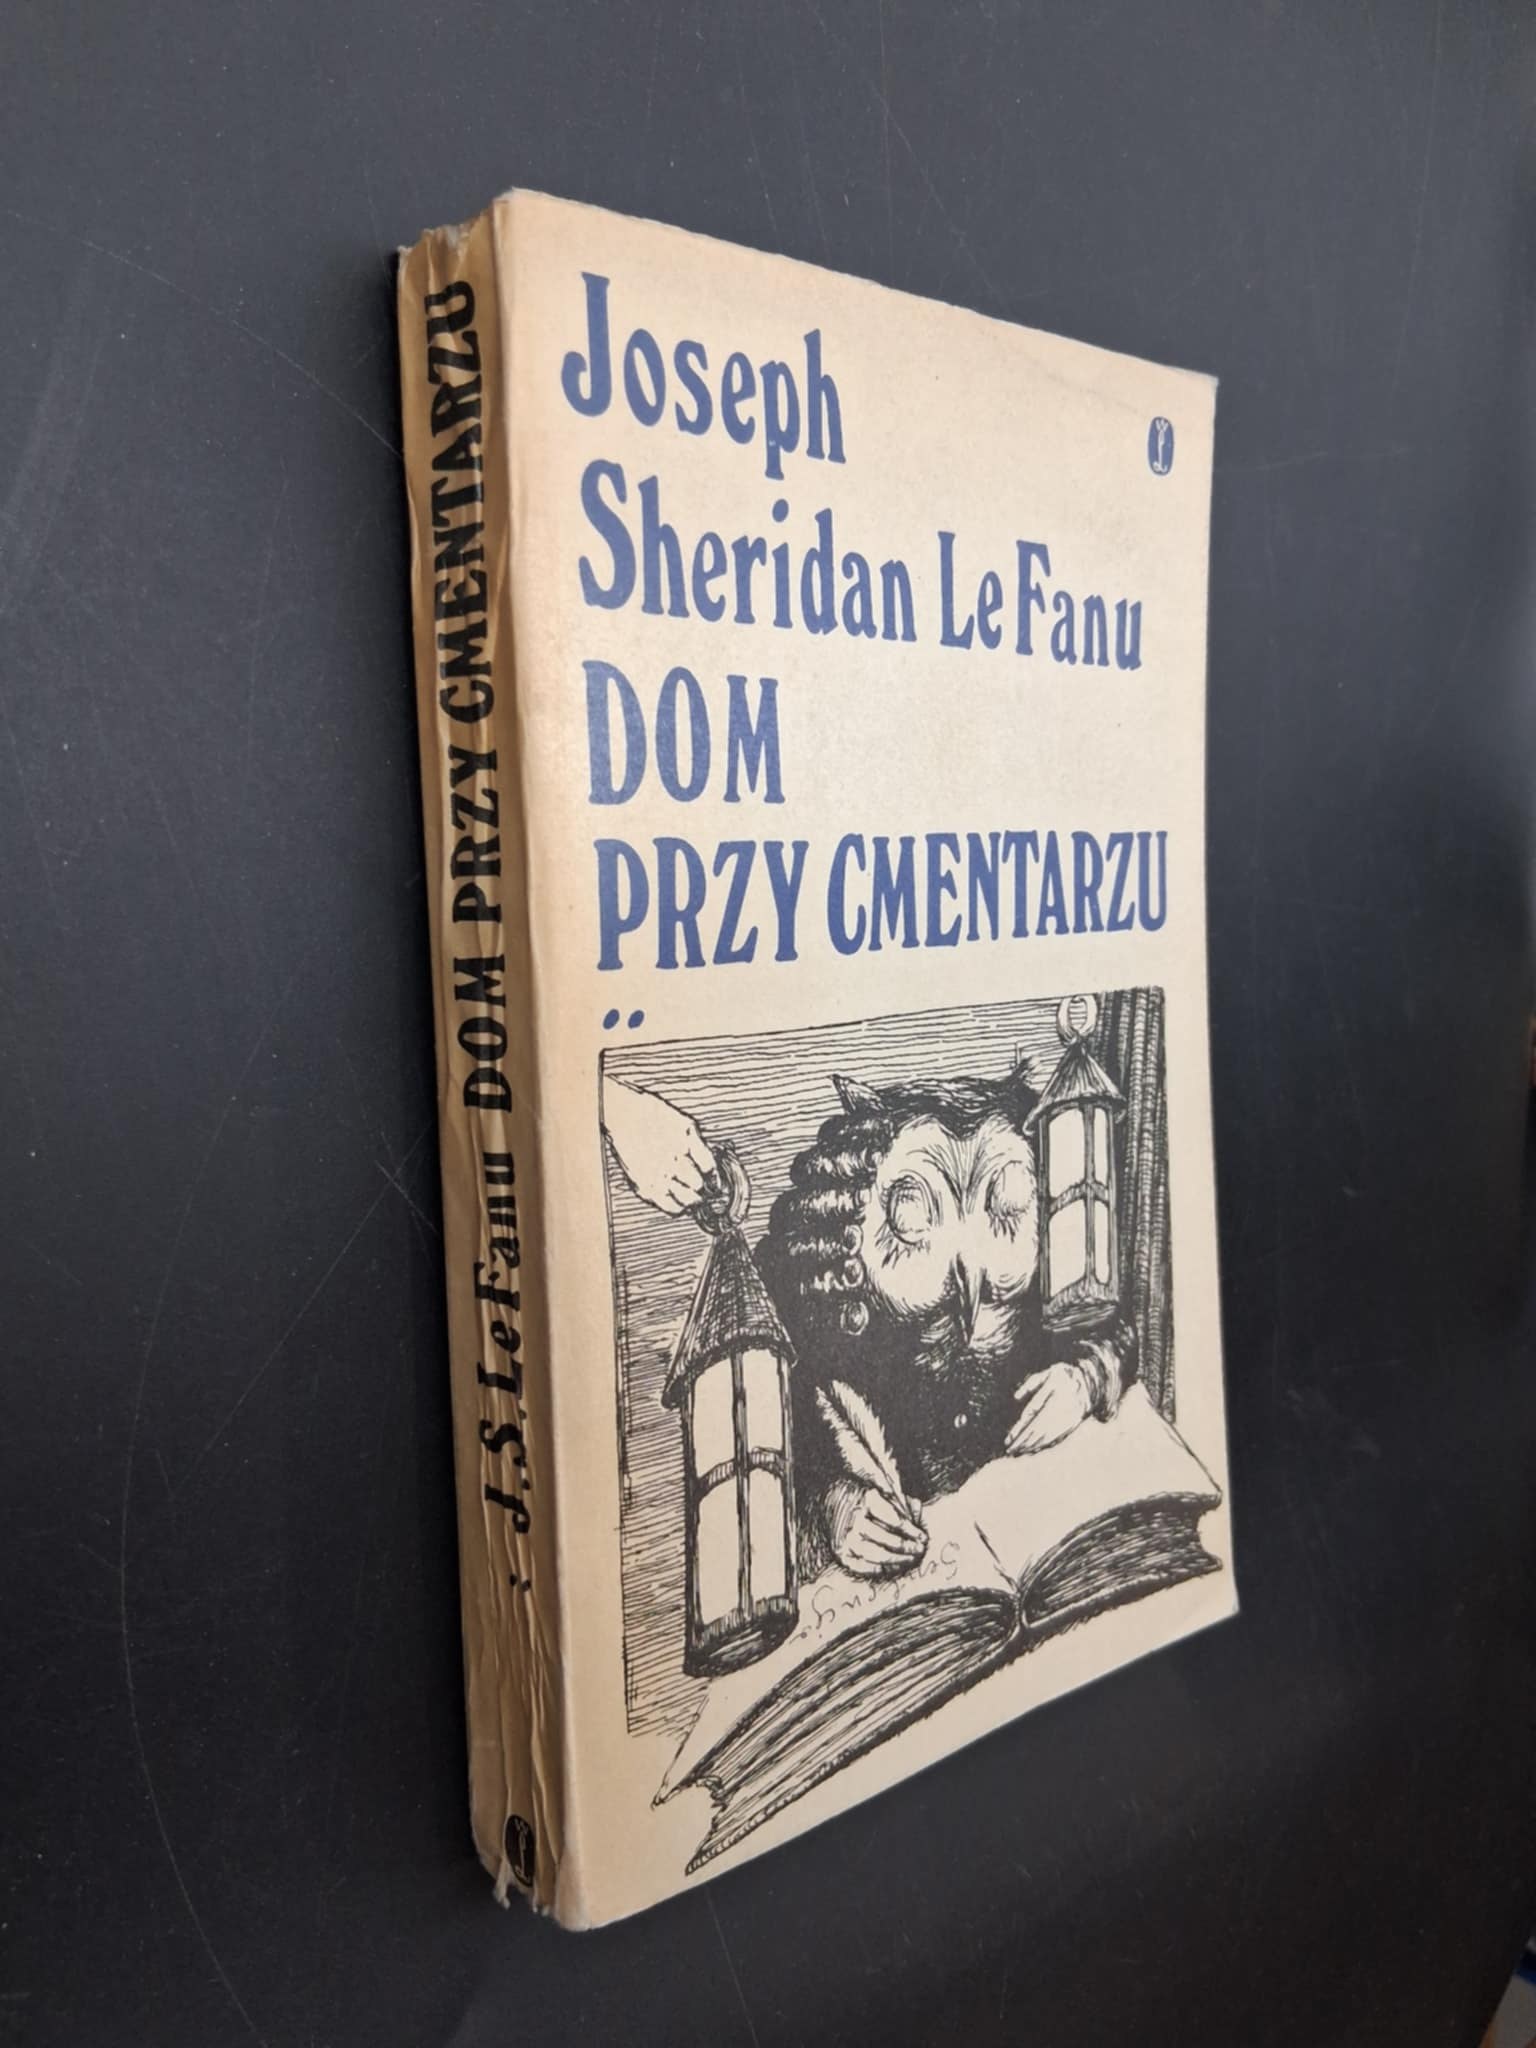 Joseph
Sheridan Le Fanu
DOM
PRZY CMENTARZU
: J.S. Le Fanu DOM PRZY CMENTARZU